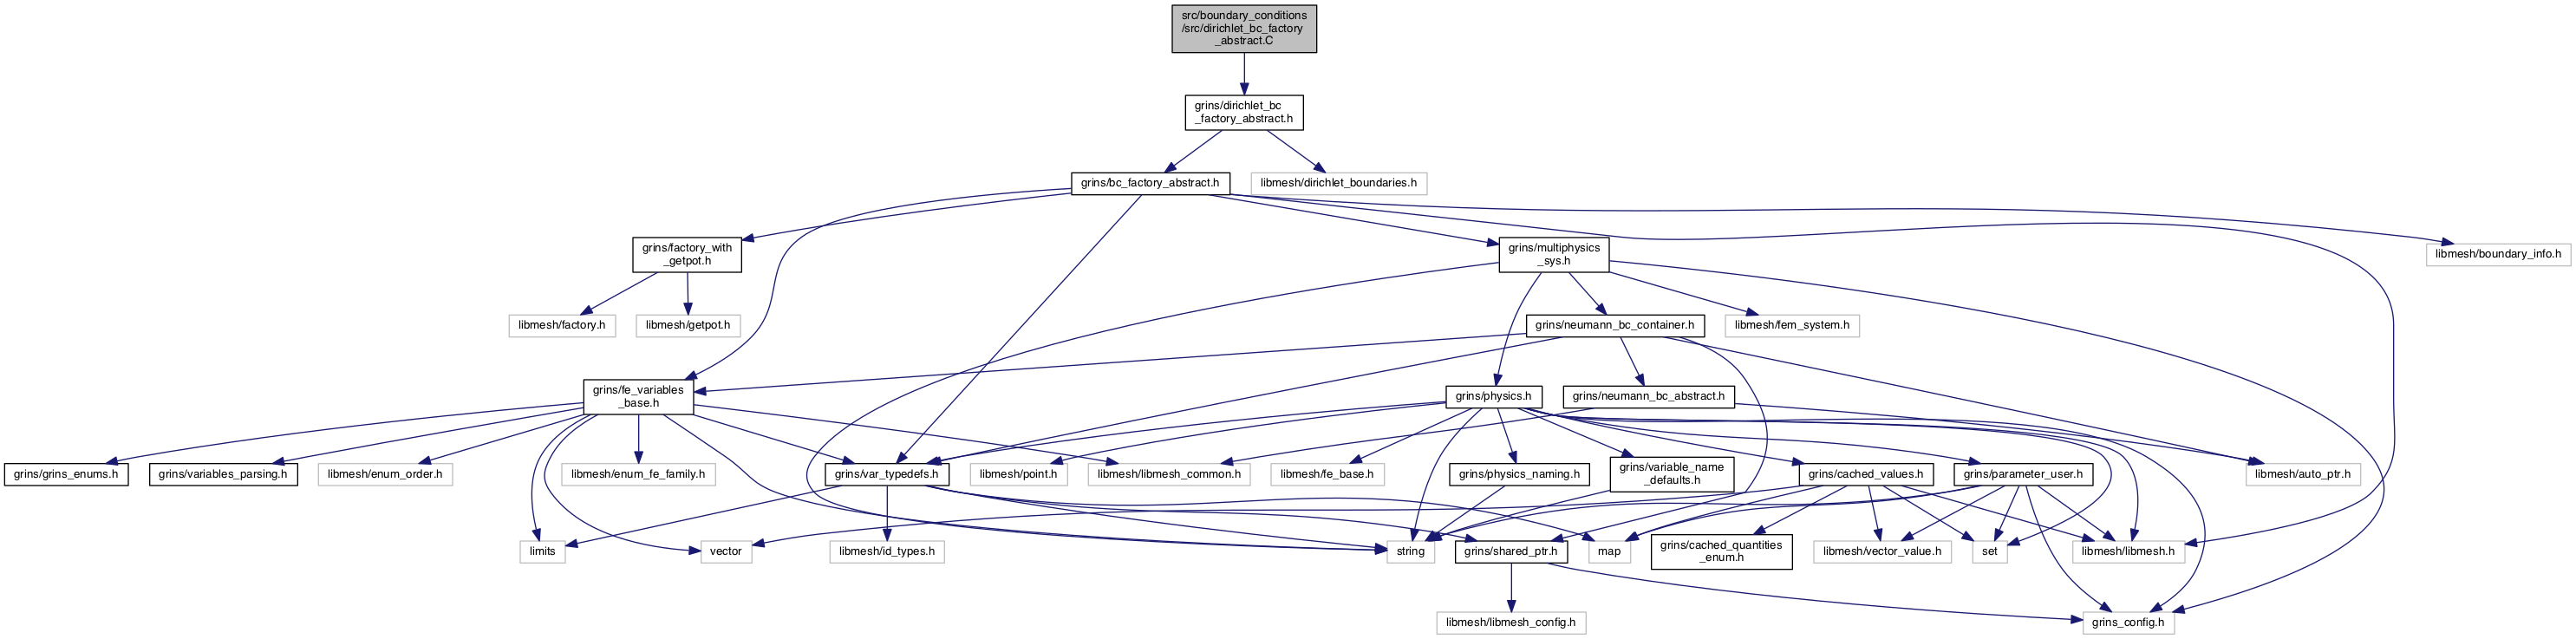 src/boundary_conditions
/src/dirichlet_bc_factory
_abstract.C
grins/dirichlet_bc
_factory_abstract.h
grins/bc_factory_abstract.h
libmesh/dirichlet_boundaries.h
grins/factory_with
_getpot.h
grins/multiphysics
_sys.h
libmesh/boundary_info.h
libmesh/factory.h
libmesh/getpot.h
grins/neumann_bc_container.h
libmesh/fem_system.h
grins/fe_variables
_base.h
grins/physics.h
grins/neumann_bc_abstract.h
grins/grins_enums.h
grins/variables_parsing.h
libmesh/enum_order.h
libmesh/enum_fe_family.h
grins/var_typedefs.h
libmesh/point.h
libmesh/libmesh_common.h
libmesh/fe_base.h
grins/physics_naming.h
grins/variable_name
_defaults.h
grins/cached_values.h
grins/parameter_user.h
libmesh/auto_ptr.h
limits
vector
libmesh/id_types.h
string
grins/shared_ptr.h
map
grins/cached_quantities
_enum.h
libmesh/vector_value.h
set
libmesh/libmesh.h
libmesh/libmesh_config.h
grins_config.h